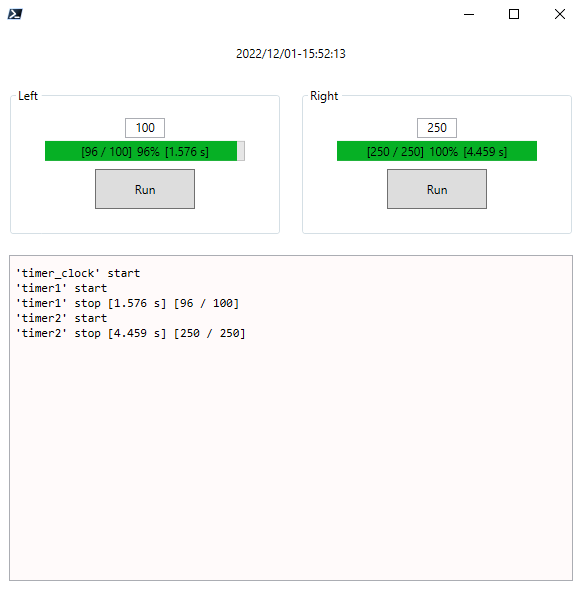 2022/12/01-15:52:13
Left
100
[96 / 100] 96% [1.576 s]
Run
Right
250
[250 / 250] 100% [4.459 s]
Run
'timer_clock' start
'timer1' start
'timer1' stop [1.576 s] [96 / 100]
'timer2' start
'timer2' stop [4.459 s] [250 / 250]